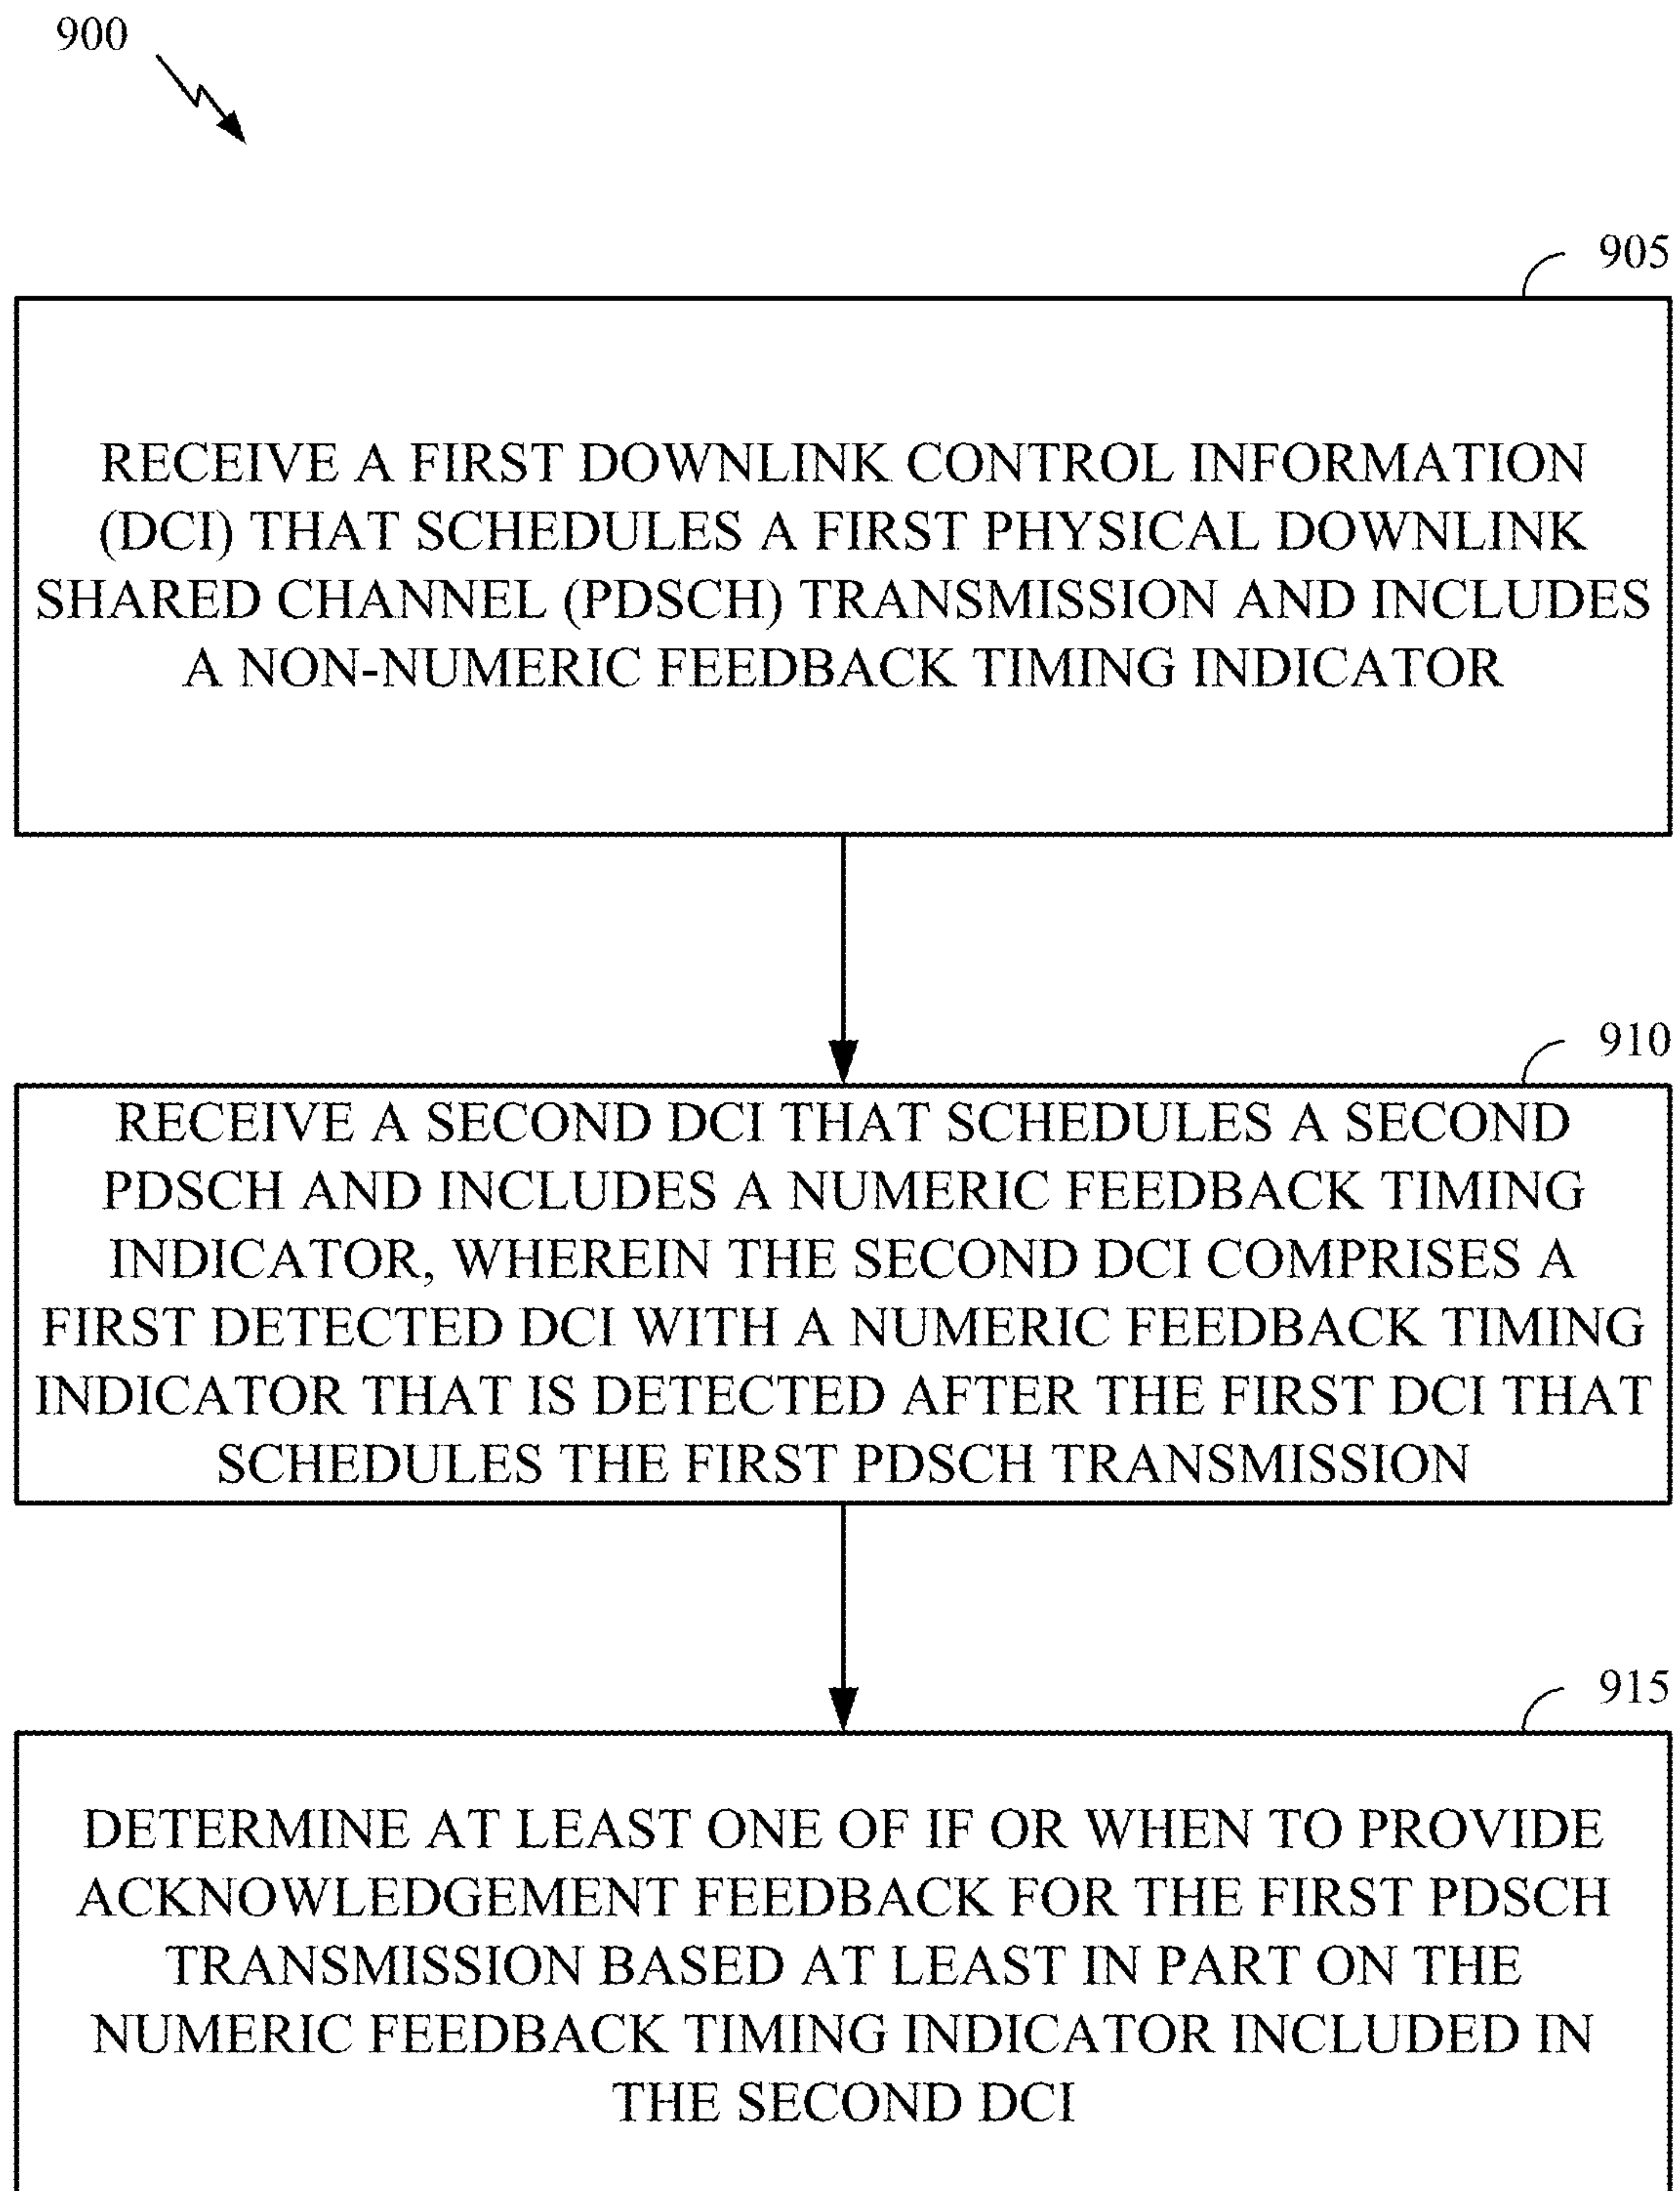 900
905
RECEIVE A FIRST DOWNLINK CONTROL INFORMATION
(DCI) THAT SCHEDULES A FIRST PHYSICAL DOWNLINK
SHARED CHANNEL (PDSCH) TRANSMISSION AND INCLUDES
A NON-NUMERIC FEEDBACK TIMING INDICATOR
910
RECEIVE A SECOND DCI THAT SCHEDULES A SECOND
PDSCH AND INCLUDES A NUMERIC FEEDBACK TIMING
INDICATOR, WHEREIN THE SECOND DCI COMPRISES A
FIRST DETECTED DCI WITH A NUMERIC FEEDBACK TIMING
INDICATOR THAT IS DETECTED AFTER THE FIRST DCI THAT
SCHEDULES THE FIRST PDSCH TRANSMISSION
915
DETERMINE AT LEAST ONE OF IF OR WHEN TO PROVIDE
ACKNOWLEDGEMENT FEEDBACK FOR THE FIRST PDSCH
TRANSMISSION BASED AT LEAST IN PART ON THE
NUMERIC FEEDBACK TIMING INDICATOR INCLUDED IN
THE SECOND DCI